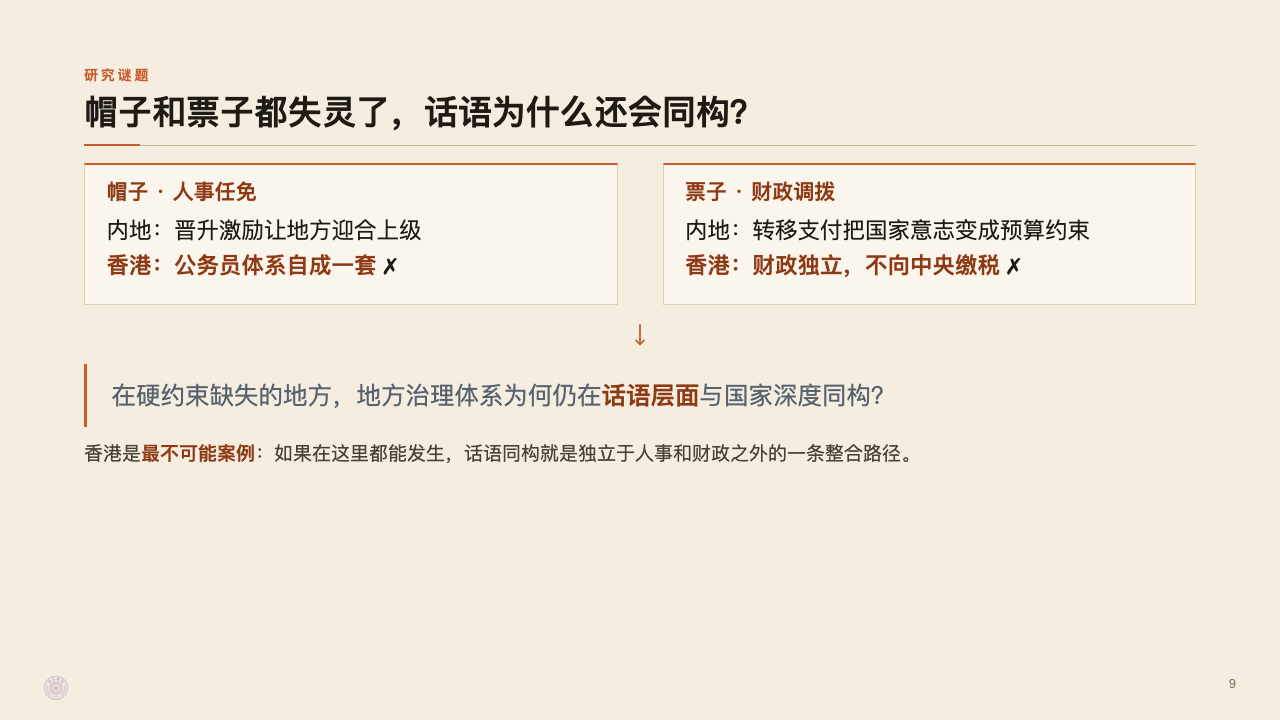 研究谜题
帽子和票子都失灵了，话语为什么还会同构？
帽子 · 人事任免
内地：晋升激励让地方迎合上级
香港：公务员体系自成一套 ✗
票子 · 财政调拨
内地：转移支付把国家意志变成预算约束
香港：财政独立，不向中央缴税 ✗
↓
在硬约束缺失的地方，地方治理体系为何仍在话语层面与国家深度同构？
香港是最不可能案例：如果在这里都能发生，话语同构就是独立于人事和财政之外的一条整合路径。
9